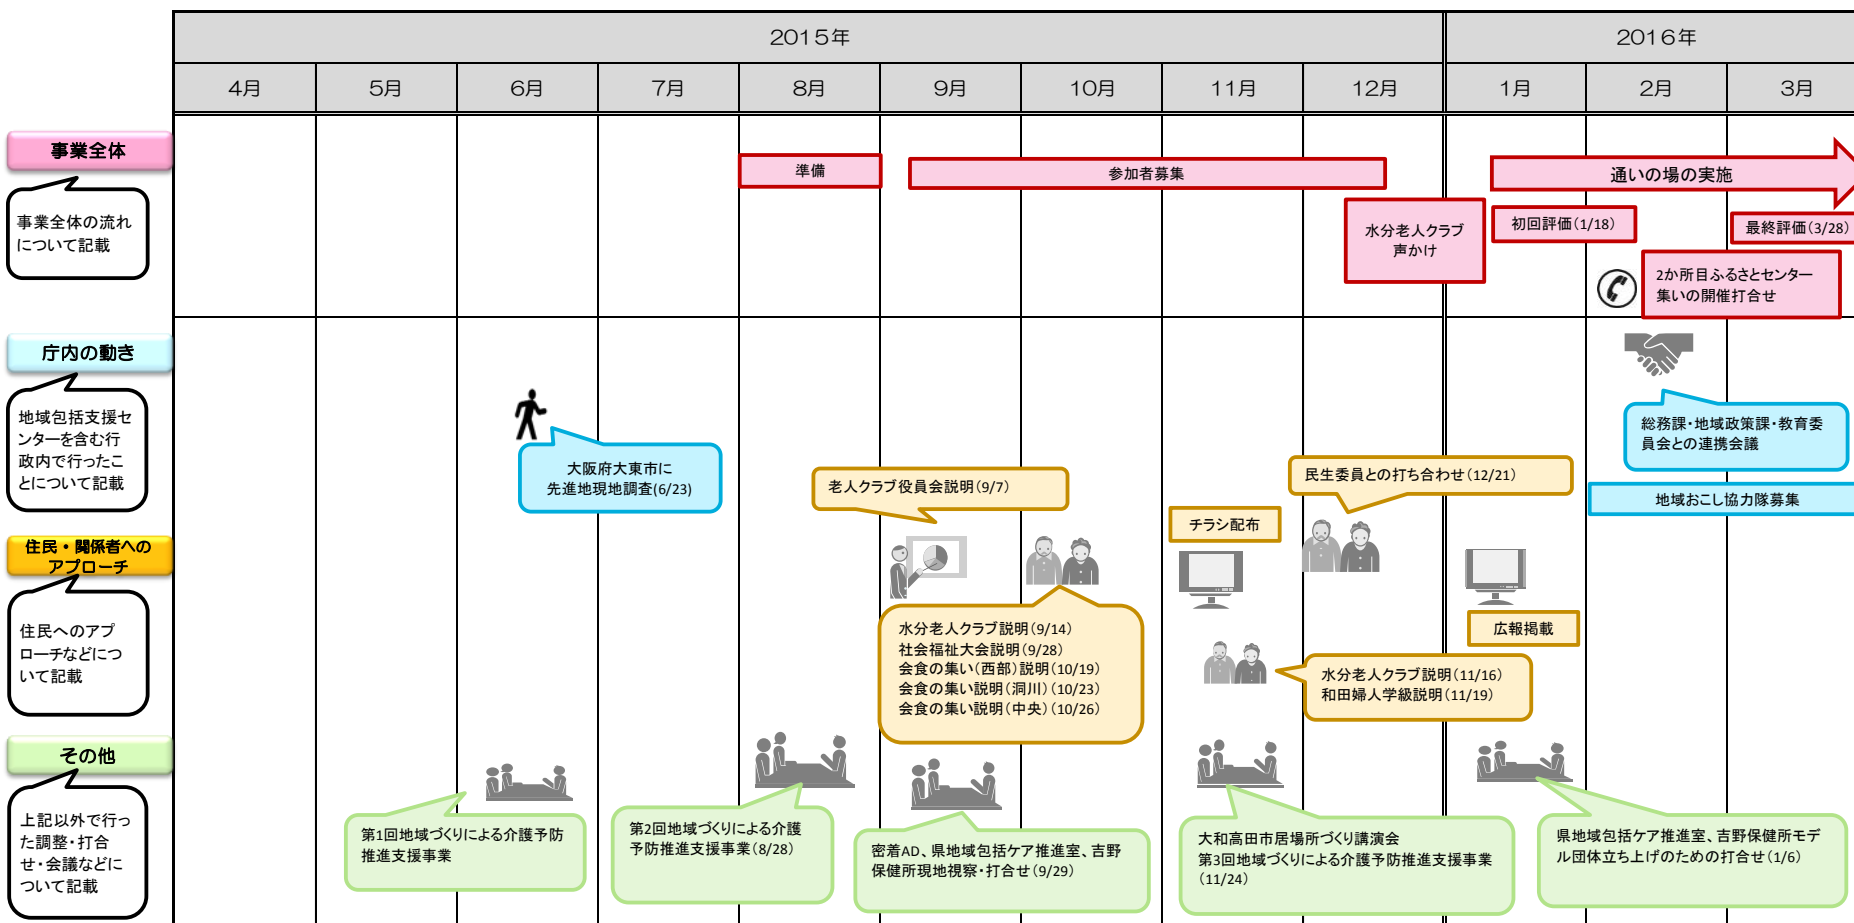 2015年
2016年
4月
5月
6月
7月
8月
9月
10月
11月
12月
1月
2月
3月
事業全体
事業全体の流れ
について記載
準備
参加者募集
通いの場の実施
水分老人クラブ
声かけ
初回評価(1/18)
最終評価(3/28)
2か所目ふるさとセンター
集いの開催打合せ
庁内の動き
地域包括支援セ
ンターを含む行
政内で行ったこ
とについて記載
大阪府大東市に
先進地現地調査(6/23)
総務課・地域政策課・教育委
員会との連携会議
地域おこし協力隊募集
住民・関係者への
アプローチ
住民へのアプ
ローチなどにつ
いて記載
老人クラブ役員会説明(9/7)
民生委員との打ち合わせ(12/21)
チラシ配布
広報掲載
水分老人クラブ説明(9/14)
社会福祉大会説明(9/28)
会食の集い(西部)説明(10/19)
会食の集い説明(洞川)(10/23)
会食の集い説明(中央)(10/26)
水分老人クラブ説明(11/16)
和田婦人学級説明(11/19)
その他
上記以外で行っ
た調整・打合
せ・会議などに
ついて記載
第1回地域づくりによる介護予防
推進支援事業
第2回地域づくりによる介護
予防推進支援事業(8/28)
密着AD、県地域包括ケア推進室、吉野
保健所現地視察・打合せ(9/29)
大和高田市居場所づくり講演会
第3回地域づくりによる介護予防推進支援事業
(11/24)
県地域包括ケア推進室、吉野保健所モデ
ル団体立ち上げのための打合せ(1/6)